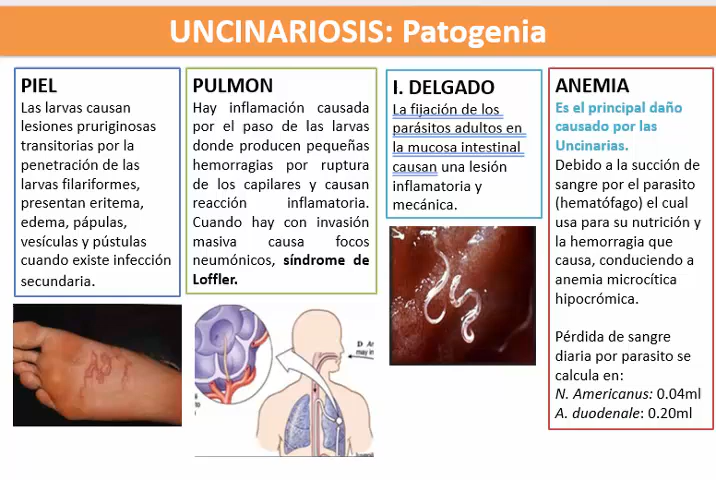 UNCINARIOSIS: Patogenia
PIEL
Las larvas causan
lesiones pruriginosas
transitorias por la
penetración de las
larvas filariformes,
presentan eritema,
edema, pápulas,
vesículas y pústulas
cuando existe infección
secundaria.
PULMON
Hay inflamación causada
por el paso de las larvas
donde producen pequeñas
hemorragias por ruptura
de los capilares y causan
reacción inflamatoria.
Cuando hay con invasión
masiva causa focos
neumónicos, síndrome de
Loffler.
I. DELGADO
La fijación de los
parásitos adultos en
la mucosa intestinal
causan una lesión
inflamatoria y
mecánica.
ANEMIA
Es el principal daño
causado por las
Uncinarias.
Debido a la succión de
sangre por el parasito
(hematófago) el cual
usa para su nutrición y
la hemorragia que
causa, conduciendo a
anemia microcítica
hipocrómica.
Pérdida de sangre
diaria por parasito se
calcula en:
N. Americanus: 0.04ml
A. duodenale: 0.20ml
D Ar
may in